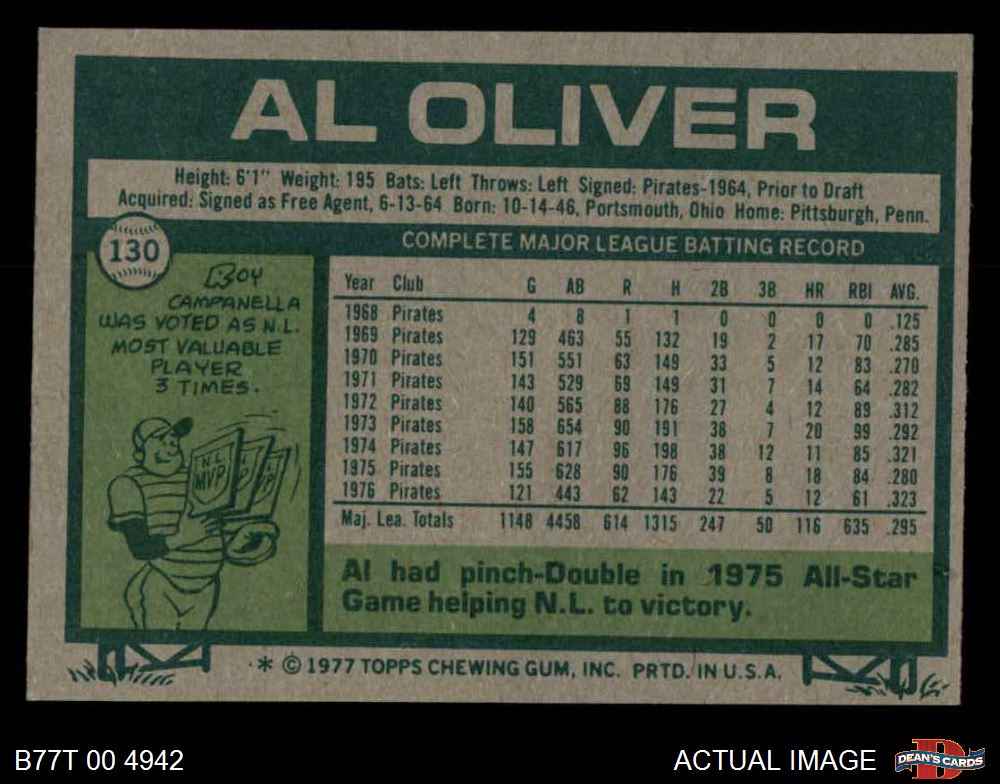 AL OLIVER
Height: 6'1" Weight: 195 Bats: Left Throws: Left Signed: Pirates-1964, Prior to Draft
Acquired: Signed as Free Agent, 6-13-64 Born: 10-14-46, Portsmouth, Ohio Home: Pittsburgh, Penn.
130
ROY
CAMPANELLA
WAS VOTED AS N.L.
MOST VALUABLE
PLAYER
3 TIMES.
N.L.
MVP
VP
VP
COMPLETE MAJOR LEAGUE BATTING RECORD
Year Club G AB R H 2B 3B HR RBI AVG.
1968 Pirates 4 8 1 1 0 0 0 0 .125
1969 Pirates 129 463 55 132 19 2 17 70 .285
1970 Pirates 151 551 63 149 33 5 12 83 .270
1971 Pirates 143 529 69 149 31 7 14 64 .282
1972 Pirates 140 565 88 176 27 4 12 89 .312
1973 Pirates 158 654 90 191 38 7 20 99 .292
1974 Pirates 147 617 96 198 38 12 11 85 .321
1975 Pirates 155 628 90 176 39 8 18 84 .280
1976 Pirates 121 443 62 143 22 5 12 61 .323
Maj. Lea. Totals 1148 4458 614 1315 247 50 116 635 .295
Al had pinch-Double in 1975 All-Star
Game helping N.L. to victory.
* © 1977 TOPPS CHEWING GUM, INC. PRTD. IN U.S.A.
B77T 00 4942
ACTUAL IMAGE
D
DEAN'S CARDS